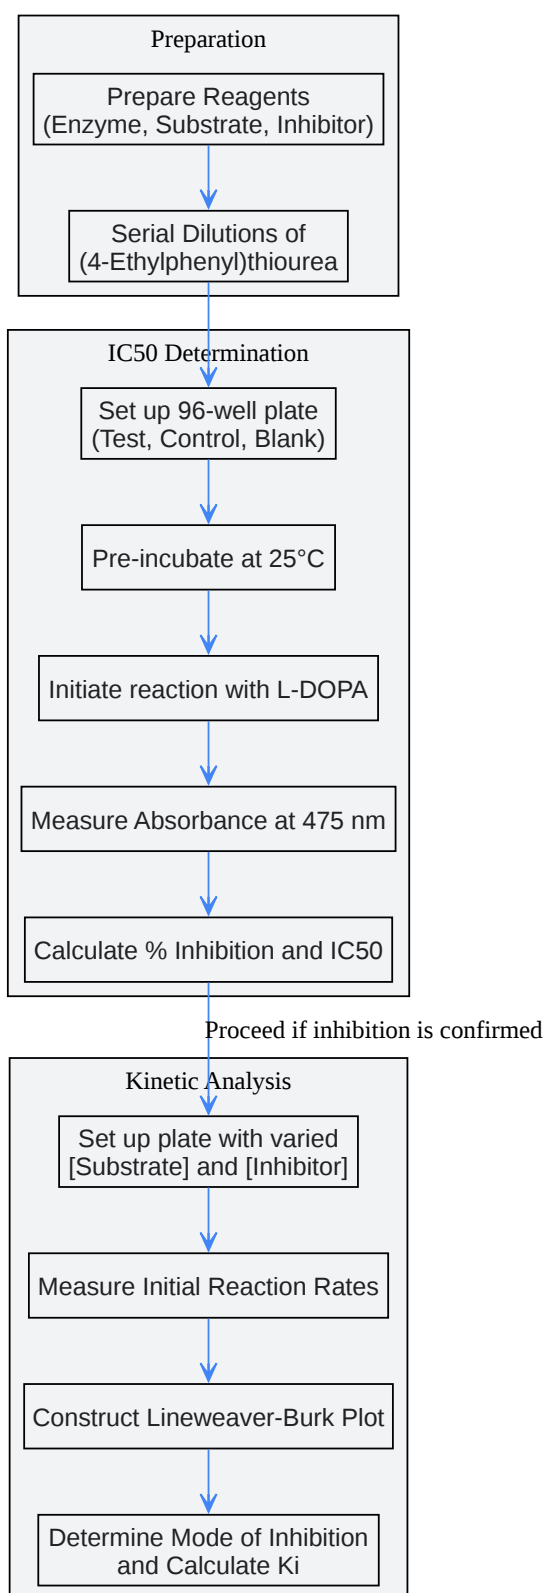 Preparation
Prepare Reagents
(Enzyme, Substrate, Inhibitor)
Serial Dilutions of
(4-Ethylphenyl)thiourea
IC50 Determination
Set up 96-well plate
(Test, Control, Blank)
Pre-incubate at 25°C
Initiate reaction with L-DOPA
Measure Absorbance at 475 nm
Calculate % Inhibition and IC50
Proceed if inhibition is confirmed
Kinetic Analysis
Set up plate with varied
[Substrate] and [Inhibitor]
Measure Initial Reaction Rates
Construct Lineweaver-Burk Plot
Determine Mode of Inhibition
and Calculate Ki